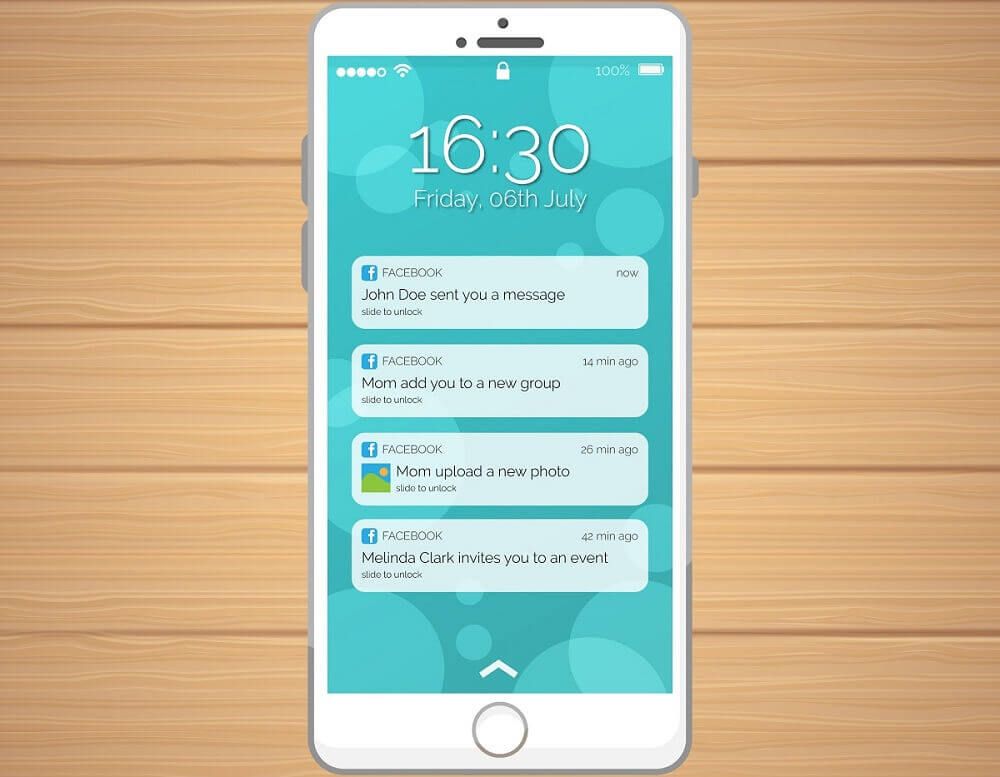 100%
16:30
Friday, 06th July
FACEBOOK now
John Doe sent you a message
slide to unlock
FACEBOOK 14 min ago
Mom add you to a new group
slide to unlock
FACEBOOK 26 min ago
Mom upload a new photo
slide to unlock
FACEBOOK 42 min ago
Melinda Clark invites you to an event
slide to unlock